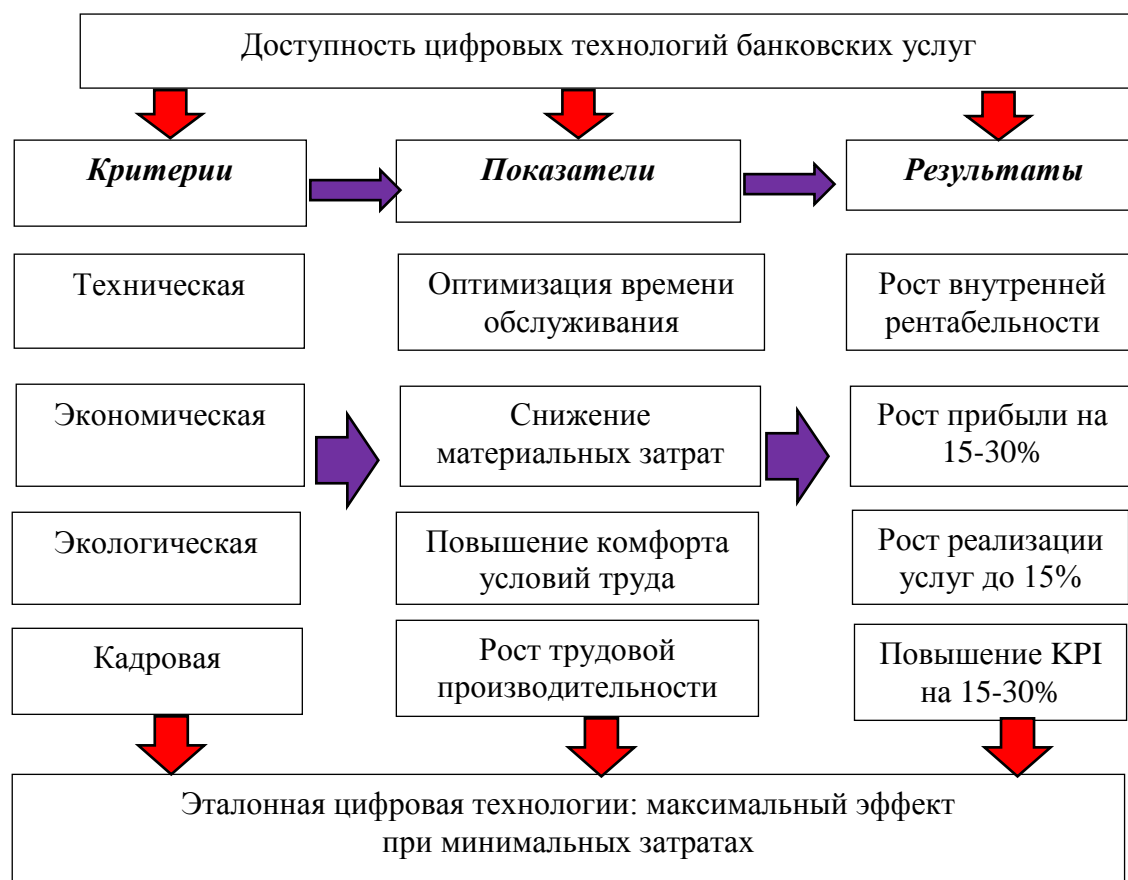 Доступность цифровых технологий банковских услуг
Критерии
Показатели
Результаты
Техническая
Оптимизация времени
обслуживания
Рост внутренней
рентабельности
Экономическая
Снижение
материальных затрат
Рост прибыли на
15-30%
Экологическая
Повышение комфорта
условий труда
Рост реализации
услуг до 15%
Кадровая
Рост трудовой
производительности
Повышение KPI
на 15-30%
Эталонная цифровая технологии: максимальный эффект
при минимальных затратах